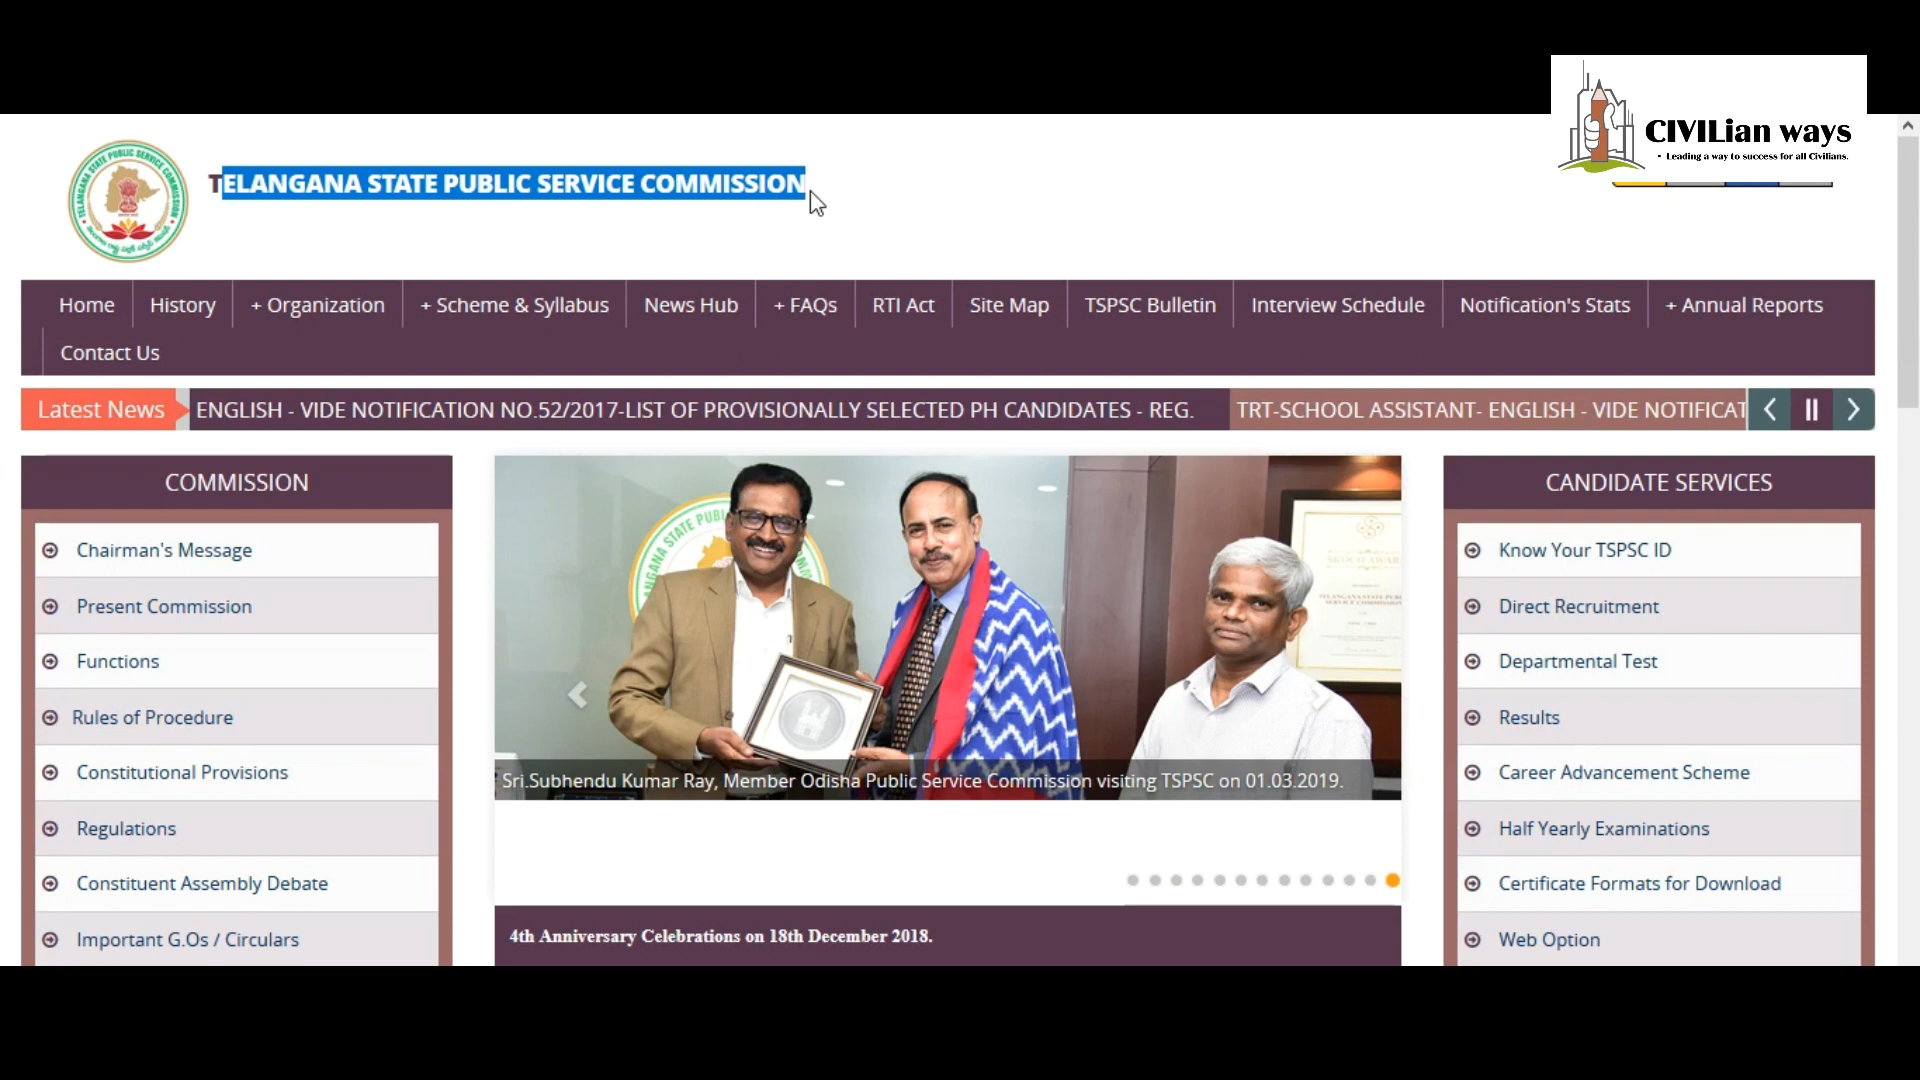 CIVILian ways
• Leading a way to success for all Civilians.
TELANGANA STATE PUBLIC SERVICE COMMISSION
TELANGANA STATE PUBLIC SERVICE COMMISSION
Home
History
+ Organization
+ Scheme & Syllabus
News Hub
+ FAQs
RTI Act
Site Map
TSPSC Bulletin
Interview Schedule
Notification's Stats
+ Annual Reports
Contact Us
Latest News
ENGLISH - VIDE NOTIFICATION NO.52/2017-LIST OF PROVISIONALLY SELECTED PH CANDIDATES - REG.
TRT-SCHOOL ASSISTANT- ENGLISH - VIDE NOTIFICAT
COMMISSION
Chairman's Message
Present Commission
Functions
Rules of Procedure
Constitutional Provisions
Regulations
Constituent Assembly Debate
Important G.Os / Circulars
Sri.Subhendu Kumar Ray, Member Odisha Public Service Commission visiting TSPSC on 01.03.2019.
4th Anniversary Celebrations on 18th December 2018.
CANDIDATE SERVICES
Know Your TSPSC ID
Direct Recruitment
Departmental Test
Results
Career Advancement Scheme
Half Yearly Examinations
Certificate Formats for Download
Web Option